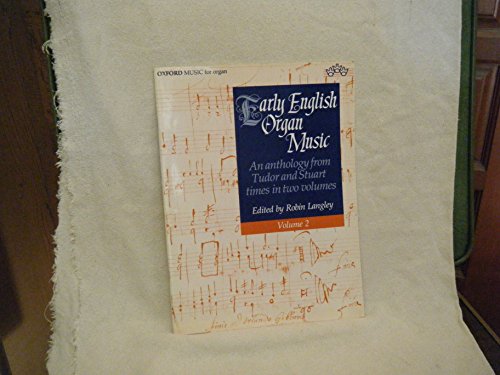 OXFORD MUSIC for organ
Early English
Organ
Music
An anthology from
Tudor and Stuart
times in two volumes
Edited by Robin Langley
Volume 2